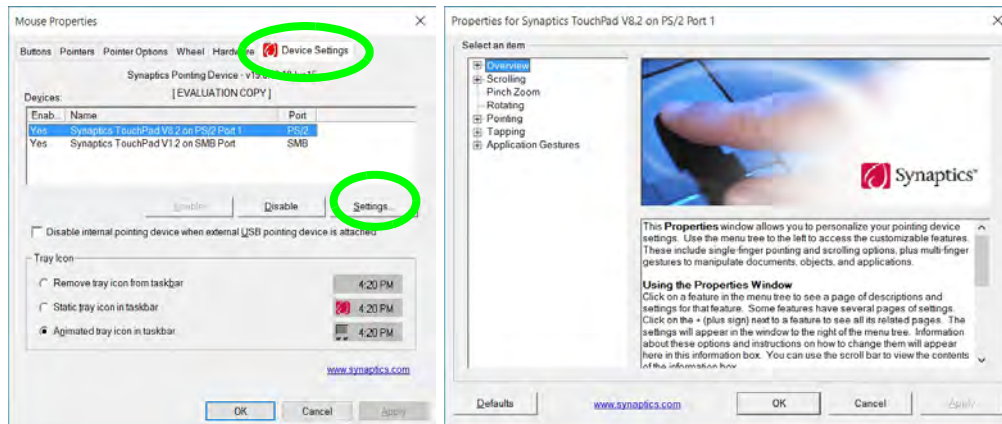 Mouse Properties
Buttons Pointers Pointer Options Wheel Hardware Device Settings
Synaptics Pointing Device -
[EVALUATION COPY]
Devices:
Enab... Name Port
Yes Synaptics TouchPad V8.2 on PS/2 Port 1 PS/2
Yes Synaptics TouchPad V1.2 on SMB Port SMB
Enable Disable Settings...
Disable internal pointing device when external USB pointing device is attached
Tray Icon
Remove tray icon from taskbar 4:20 PM
Static tray icon in taskbar 4:20 PM
Animated tray icon in taskbar 4:20 PM
www.synaptics.com
OK Cancel Apply
Properties for Synaptics TouchPad V8.2 on PS/2 Port 1
Select an item
Overview
Scrolling
Pinch Zoom
Rotating
Pointing
Tapping
Application Gestures
Synaptics
This Properties window allows you to personalize your pointing device
settings. Use the menu tree to the left to access the customizable features.
These include single-finger pointing and scrolling options, plus multi-finger
gestures to manipulate documents, objects, and applications.
Using the Properties Window
Click on a feature in the menu tree to see a page of descriptions and
settings for that feature. Some features have several pages of settings.
Click on the + (plus sign) next to a feature to see all its related pages. The
settings will appear in the window to the right of the menu tree. Information
about these options and instructions on how to change them will appear
here in this information box. You can use the scroll bar to view the contents
of the information box.
Defaults www.synaptics.com OK Cancel Apply